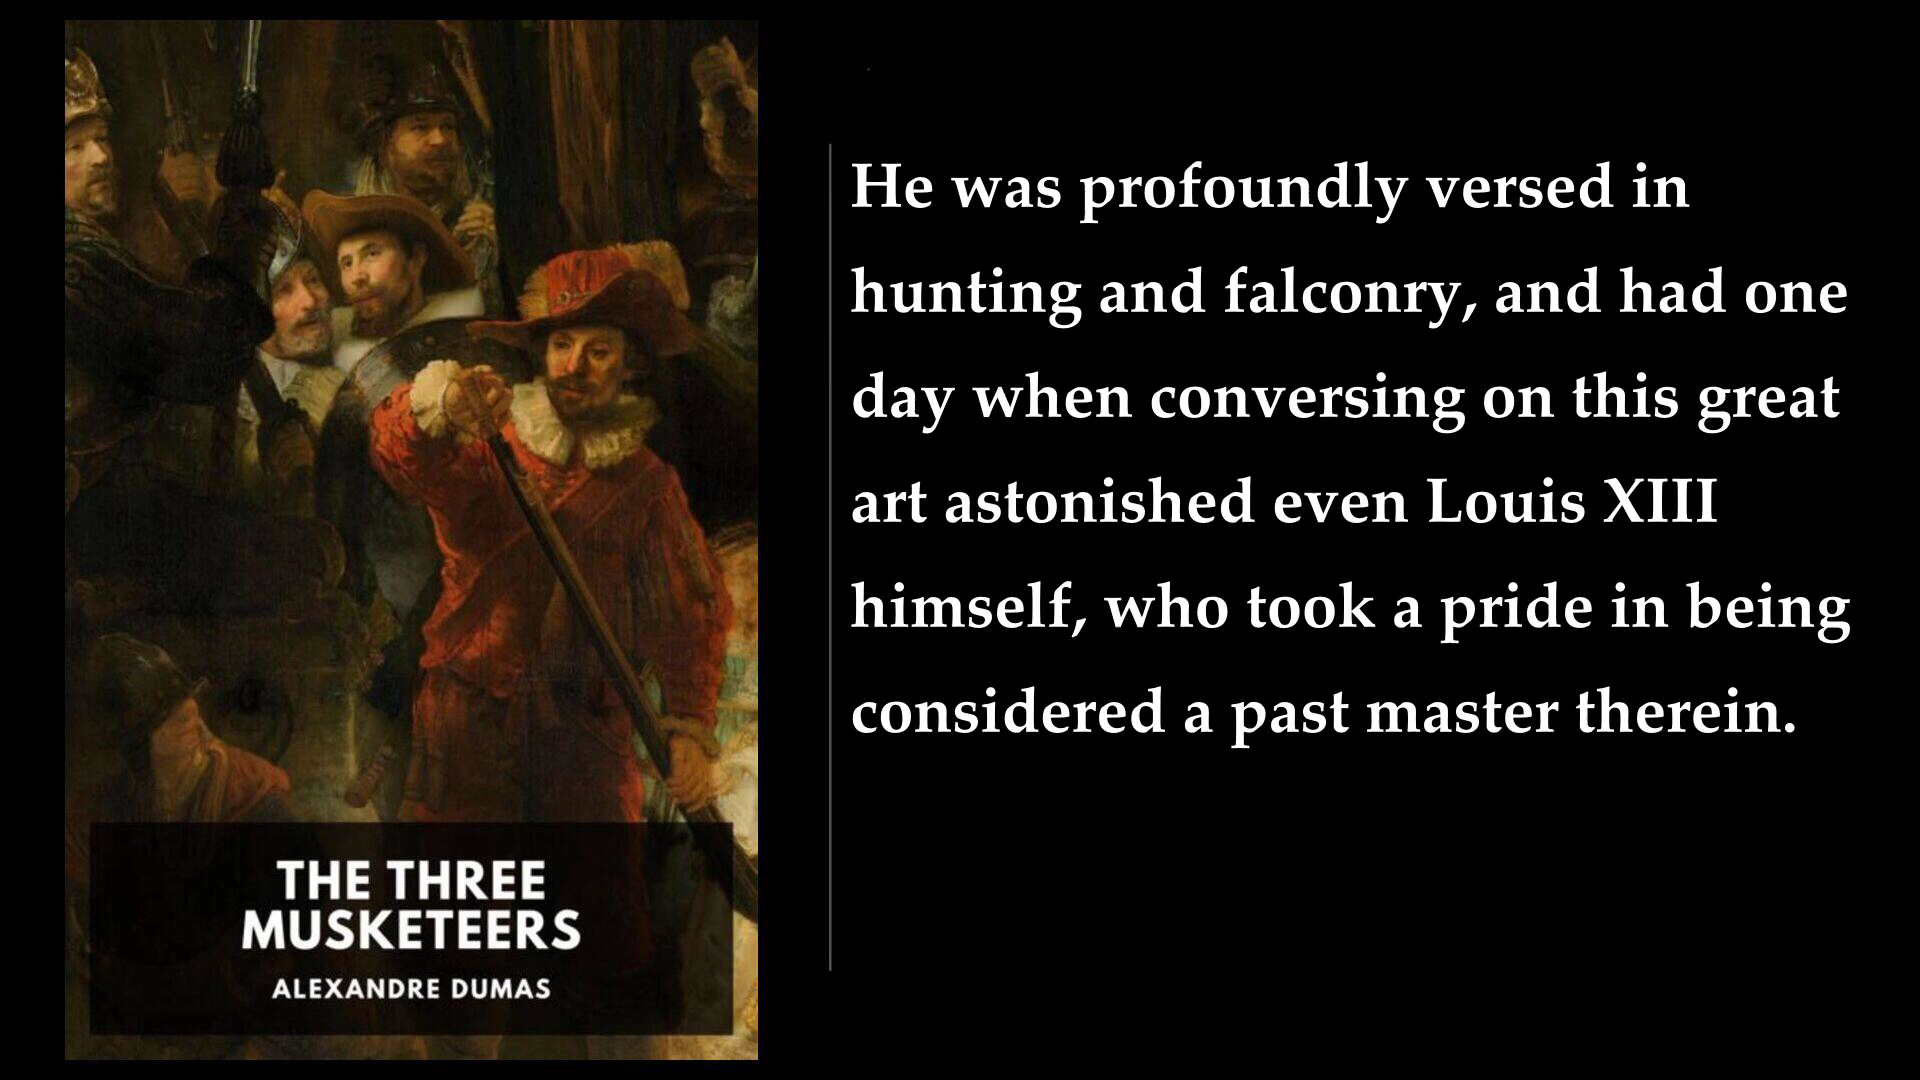 THE THREE
MUSKETEERS
ALEXANDRE DUMAS
He was profoundly versed in
hunting and falconry, and had one
day when conversing on this great
art astonished even Louis XIII
himself, who took a pride in being
considered a past master therein.